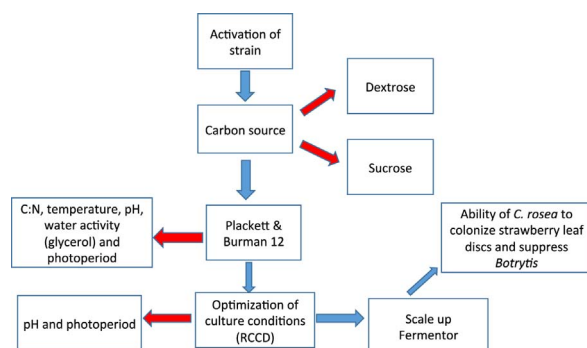 Activation of
strain
Dextrose
Carbon source
Sucrose
C:N, temperature, pH,
water activity
(glycerol) and
photoperiod
Plackett &
Burman 12
Ability of C. rosea to
colonize strawberry leaf
discs and suppress
Botrytis
pH and photoperiod
Optimization of
culture conditions
(RCCD)
Scale up
Fermentor